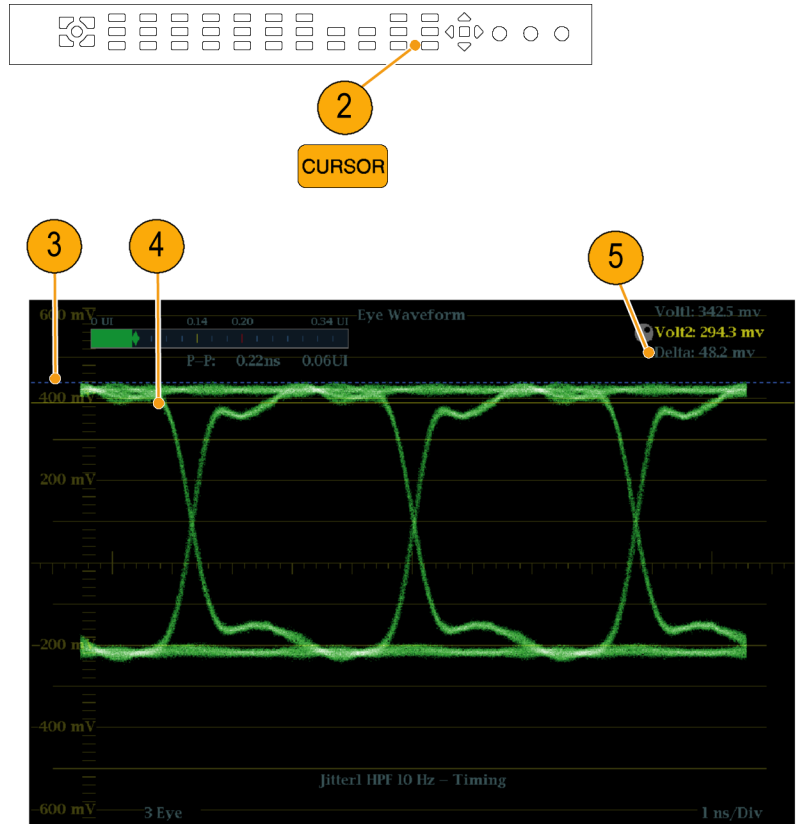 2
CURSOR
3
4
5
600 mV
0 UI
0.14
0.20
0.34 UI
Eye Waveform
Volt1: 342.5 mv
Volt2: 294.3 mv
Delta: 48.2 mv
P-P: 0.22ns 0.06UI
400 mV
200 mV
-200 m
-400 mV
Jitter1 HPF 10 Hz – Timing
-600 mV
3 Eye
1 ns/Div